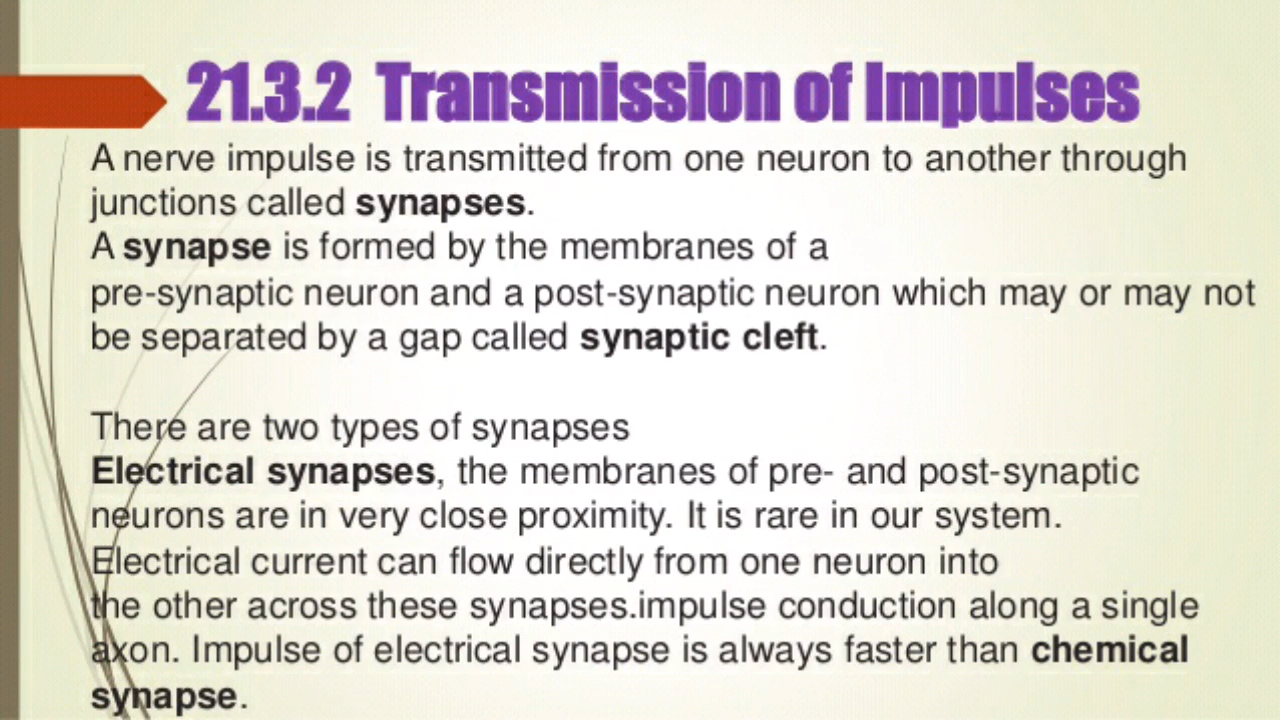 21.3.2 Transmission of Impulses
A nerve impulse is transmitted from one neuron to another through
junctions called synapses.
A synapse is formed by the membranes of a
pre-synaptic neuron and a post-synaptic neuron which may or may not
be separated by a gap called synaptic cleft.
There are two types of synapses
Electrical synapses, the membranes of pre- and post-synaptic
neurons are in very close proximity. It is rare in our system.
Electrical current can flow directly from one neuron into
the other across these synapses.impulse conduction along a single
axon. Impulse of electrical synapse is always faster than chemical
synapse.